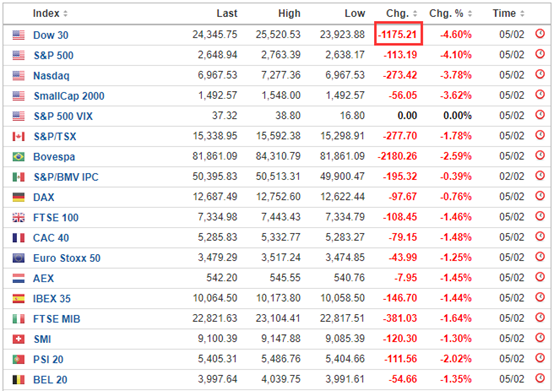 Index Last High Low Chg. Chg. % Time
Dow 30 24,345.75 25,520.53 23,923.88 -1175.21 -4.60% 05/02
S&P 500 2,648.94 2,763.39 2,638.17 -113.19 -4.10% 05/02
Nasdaq 6,967.53 7,277.36 6,967.53 -273.42 -3.78% 05/02
SmallCap 2000 1,492.57 1,548.00 1,492.57 -56.05 -3.62% 05/02
S&P 500 VIX 37.32 38.80 16.80 0.00 0.00% 05/02
S&P/TSX 15,338.95 15,592.38 15,298.91 -277.70 -1.78% 05/02
Bovespa 81,861.09 84,310.79 81,861.09 -2180.26 -2.59% 05/02
S&P/BMV IPC 50,395.83 50,513.31 49,900.47 -195.32 -0.39% 02/02
DAX 12,687.49 12,752.60 12,622.44 -97.67 -0.76% 05/02
FTSE 100 7,334.98 7,443.43 7,334.79 -108.45 -1.46% 05/02
CAC 40 5,285.83 5,332.77 5,283.27 -79.15 -1.48% 05/02
Euro Stoxx 50 3,479.29 3,517.24 3,474.85 -43.99 -1.25% 05/02
AEX 542.20 545.55 540.76 -7.95 -1.45% 05/02
IBEX 35 10,064.50 10,173.80 10,058.50 -146.70 -1.44% 05/02
FTSE MIB 22,821.63 23,104.41 22,817.51 -381.03 -1.64% 05/02
SMI 9,100.39 9,147.88 9,085.39 -120.30 -1.30% 05/02
PSI 20 5,405.31 5,486.76 5,404.66 -111.56 -2.02% 05/02
BEL 20 3,997.64 4,039.75 3,991.61 -54.66 -1.35% 05/02